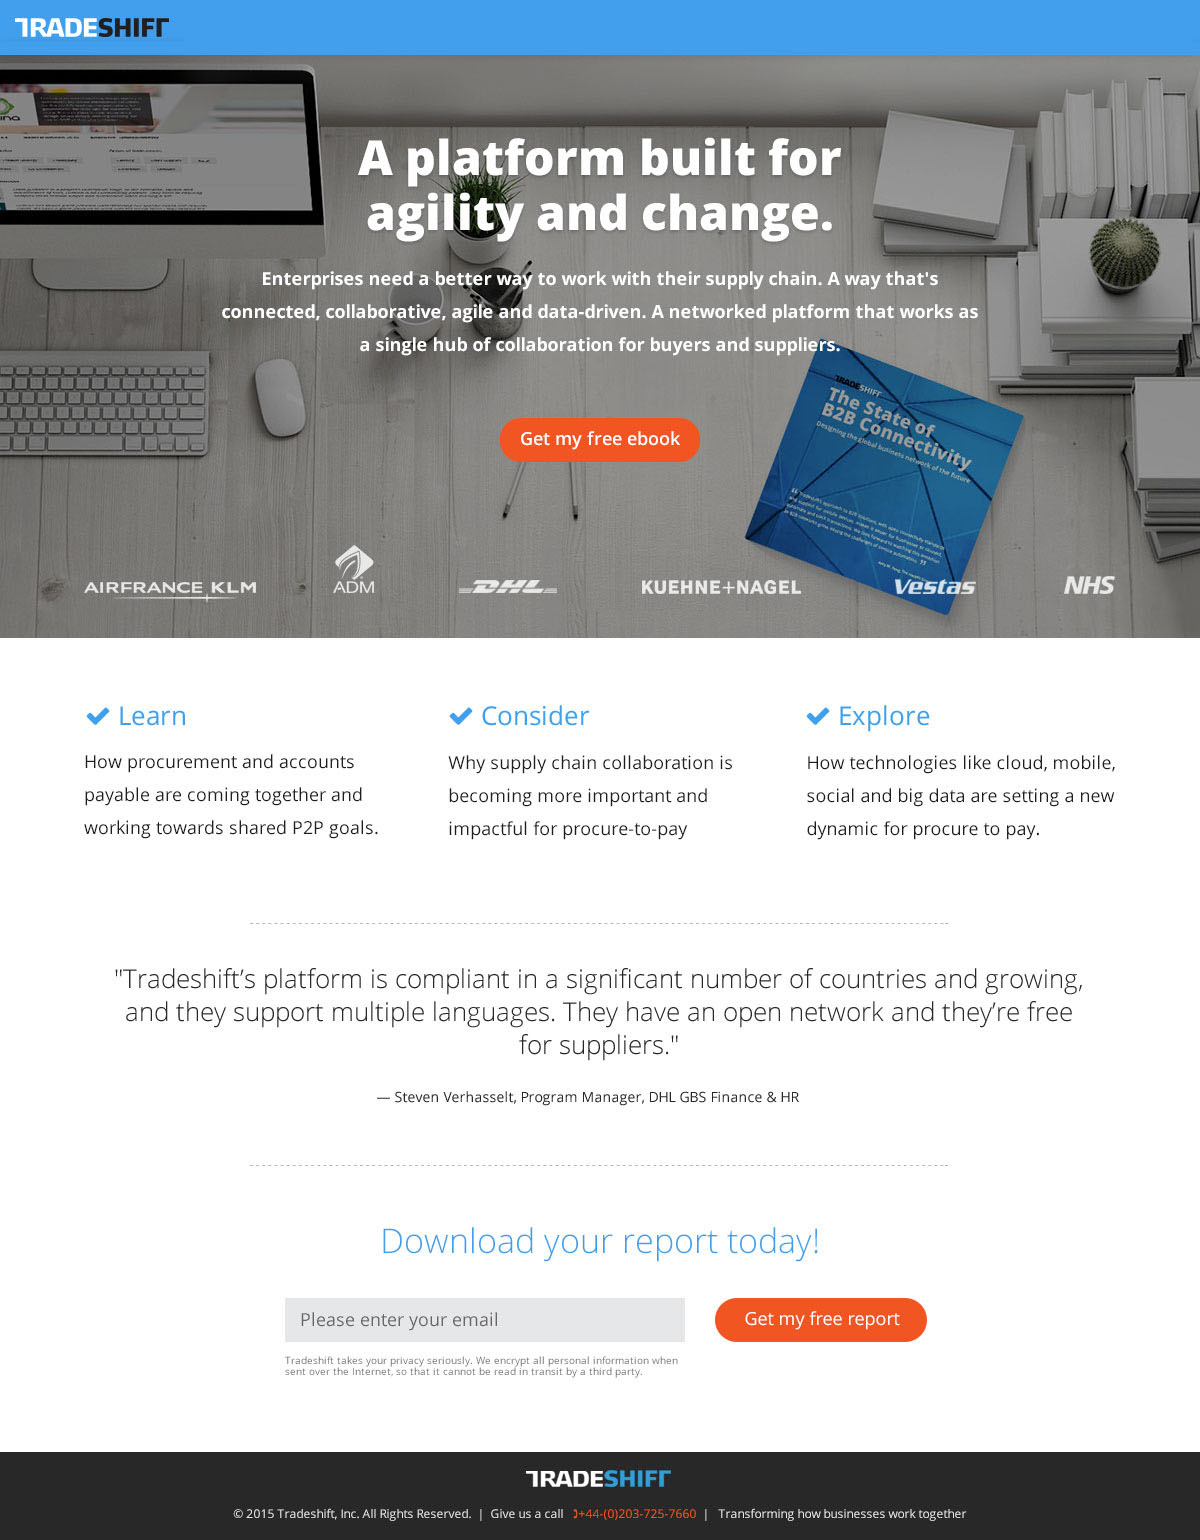 TRADESHIFT
A platform built for
agility and change.
Enterprises need a better way to work with their supply chain. A way that's
connected, collaborative, agile and data-driven. A networked platform that works as
a single hub of collaboration for buyers and suppliers.
TRADESHIFT
The State of
B2B Connectivity
Designing the global business network of the future
Get my free ebook
AIRFRANCE KLM
ADM
DHL
KUEHNE+NAGEL
Vestas
NHS
Learn
How procurement and accounts
payable are coming together and
working towards shared P2P goals.
Consider
Why supply chain collaboration is
becoming more important and
impactful for procure-to-pay
Explore
How technologies like cloud, mobile,
social and big data are setting a new
dynamic for procure to pay.
"Tradeshift’s platform is compliant in a significant number of countries and growing,
and they support multiple languages. They have an open network and they’re free
for suppliers."
— Steven Verhasselt, Program Manager, DHL GBS Finance & HR
Download your report today!
Please enter your email
Get my free report
Tradeshift takes your privacy seriously. We encrypt all personal information when
sent over the Internet, so that it cannot be read in transit by a third party.
TRADESHIFT
© 2015 Tradeshift, Inc. All Rights Reserved. | Give us a call +44-(0)203-725-7660 | Transforming how businesses work together